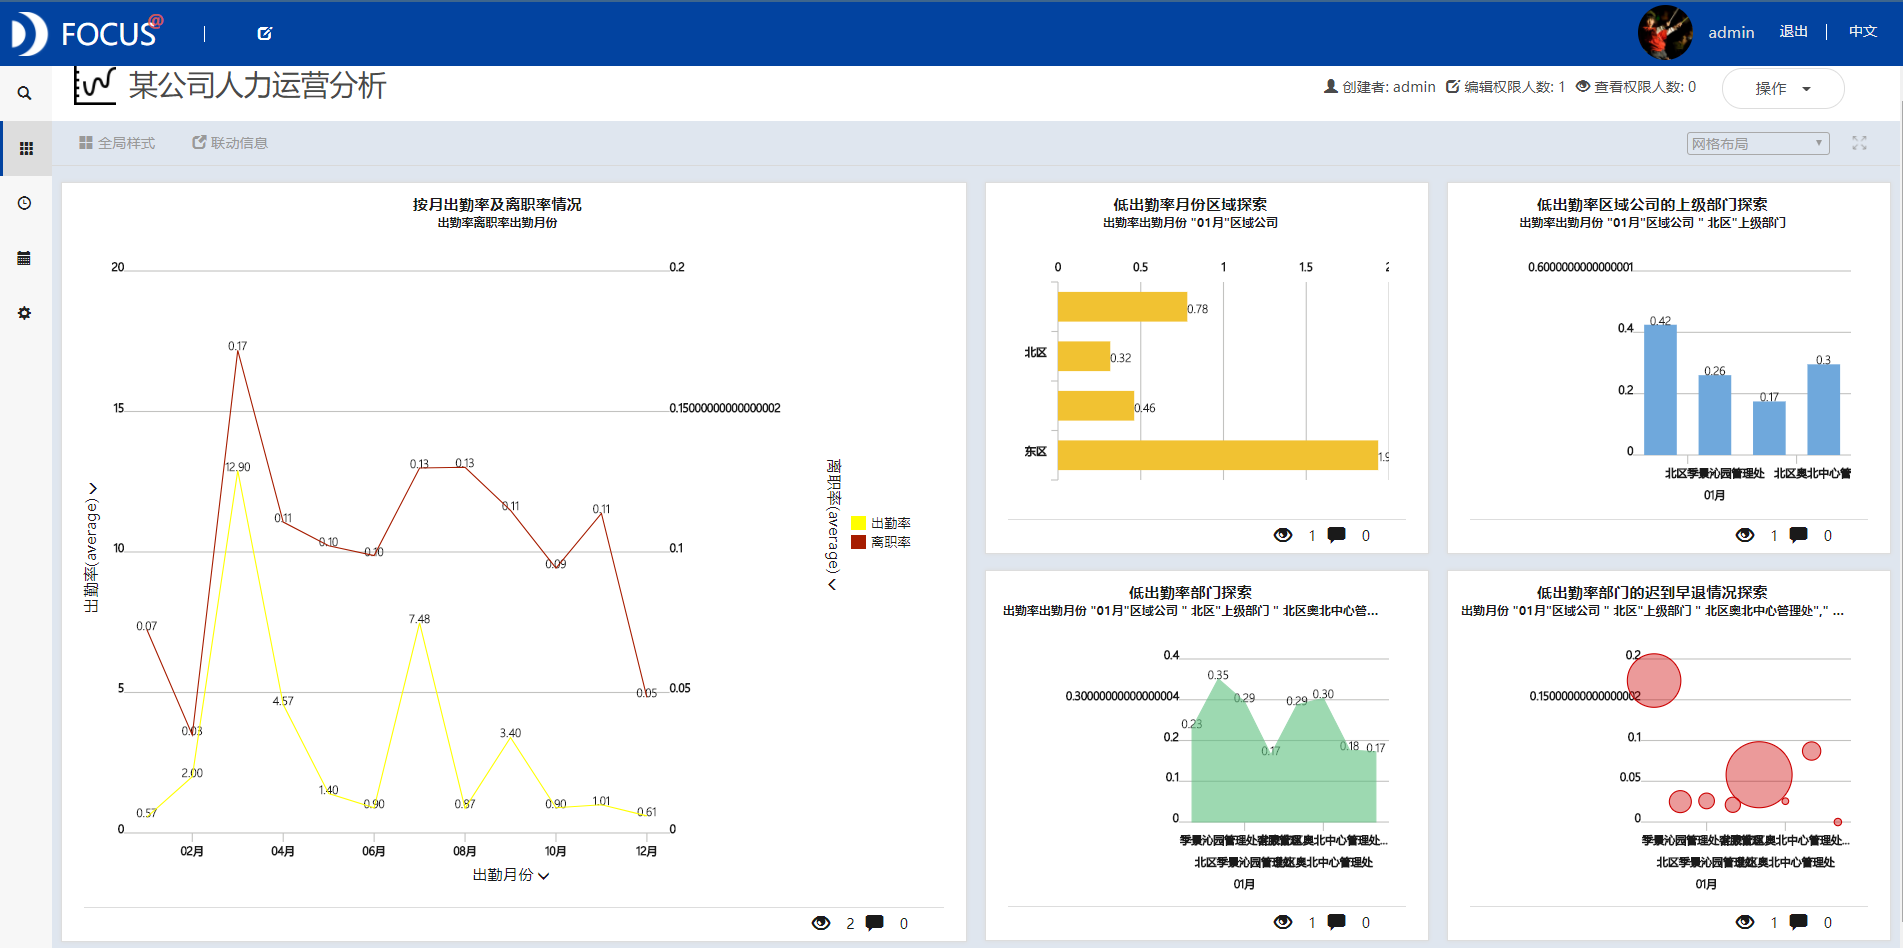 FOCUS@
admin 退出 | 中文
某公司人力运营分析
创建者: admin 编辑权限人数: 1 查看权限人数: 0
操作
全局样式 联动信息
网格布局
按月出勤率及离职率情况
出勤率离职率出勤月份
20 0.2
15 0.15000000000000002
10 0.1
5 0.05
0 0
0.17
12.90
0.13 0.13
0.11 0.11 0.11
0.10 0.10 0.09
0.07
7.48
0.05
4.57
0.03
3.40
2.00
1.40
0.57 0.90 0.87 0.90 1.01 0.61
02月 04月 06月 08月 10月 12月
出勤月份
出勤率(average)
离职率(average)
出勤率
离职率
2 0
低出勤率月份区域探索
出勤率出勤月份 "01月"区域公司
0 0.5 1 1.5
0.78
北区 0.32
0.46
东区
1 0
低出勤率区域公司的上级部门探索
出勤率出勤月份 "01月"区域公司 " 北区"上级部门
0.6000000000000001
0.4
0.2
0
0.42
0.26
0.17
0.3
北区季景沁园管理处 北区奥北中心管
01月
1 0
低出勤率部门探索
出勤率出勤月份 "01月"区域公司 " 北区"上级部门 " 北区奥北中心管...
0.4
0.30000000000000004
0.2
0.1
0
0.23 0.35 0.29 0.17 0.29 0.30 0.18 0.17
季景沁园管理处 奥北中心管理处...
北区季景沁园管理处 北区奥北中心管理处
01月
1 0
低出勤率部门的迟到早退情况探索
出勤月份 "01月"区域公司 " 北区"上级部门 " 北区奥北中心管理处"," ...
0.2
0.15000000000000002
0.1
0.05
0
季景沁园管理处 奥北中心管理处...
北区季景沁园管理处 北区奥北中心管理处
01月
1 0